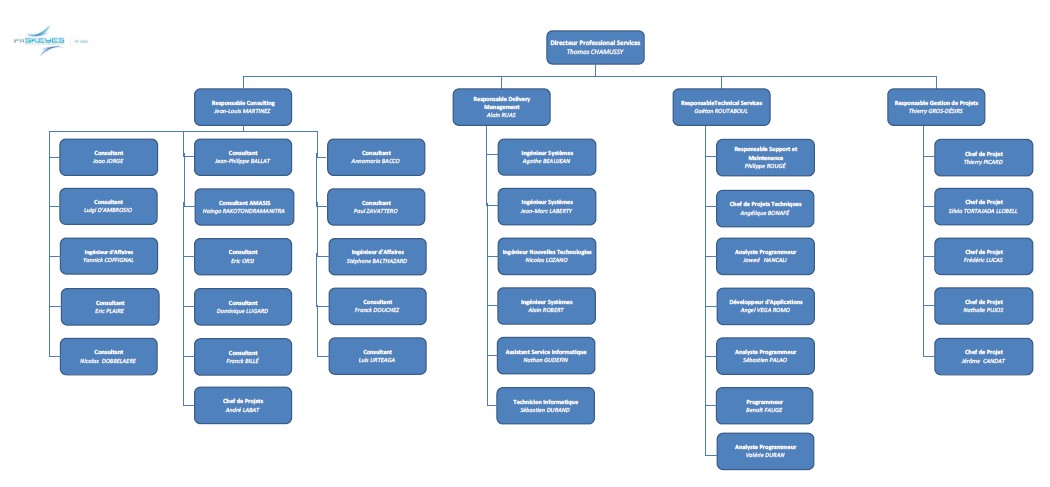 IFR SKEYES
Directeur Professional Services
Thomas CHAMUSSY
Responsable Consulting
Jean-Louis MARTINEZ
Responsable Delivery
Management
Alain RUAS
ResponsableTechnical Services
Gaëtan ROUTABOUL
Responsable Gestion de Projets
Thierry GROS-DÉSIRS
Consultant
Joao JORGE
Consultant
Luigi D'AMBROSIO
Ingénieur d'Affaires
Yannick COFFIGNAL
Consultant
Eric PLAIRE
Consultant
Nicolas DOBBELAERE
Consultant
Jean-Philippe BALLAT
Consultant AMASIS
Haingo RAKOTONDRAMANITRA
Consultant
Eric ORSI
Consultant
Dominique LUGARD
Consultant
Franck BILLÉ
Chef de Projets
André LABAT
Consultant
Annamaria BACCO
Consultant
Paul ZAVATTERO
Ingénieur d'Affaires
Stéphane BALTHAZARD
Consultant
Franck DOUCHEZ
Consultant
Luis URTEAGA
Ingénieur Systèmes
Agathe BEAUJEAN
Ingénieur Systèmes
Jean-Marc LABERTY
Ingénieur Nouvelles Technologies
Nicolas LOZANO
Ingénieur Systèmes
Alain ROBERT
Assistant Service Informatique
Nathan GUDEFIN
Technicien Informatique
Sébastien DURAND
Responsable Support et
Maintenance
Philippe ROUGÉ
Chef de Projets Techniques
Angélique BONAFÉ
Analyste Programmeur
Jawed HANCALI
Développeur d'Applications
Angel VEGA ROMO
Analyste Programmeur
Sébastien PALAO
Programmeur
Benoît FAUGE
Analyste Programmeur
Valérie DURAN
Chef de Projet
Thierry PICARD
Chef de Projet
Silvia TORTAJADA LLOBELL
Chef de Projet
Frédéric LUCAS
Chef de Projet
Nathalie PUJOS
Chef de Projet
Jérôme CANDAT